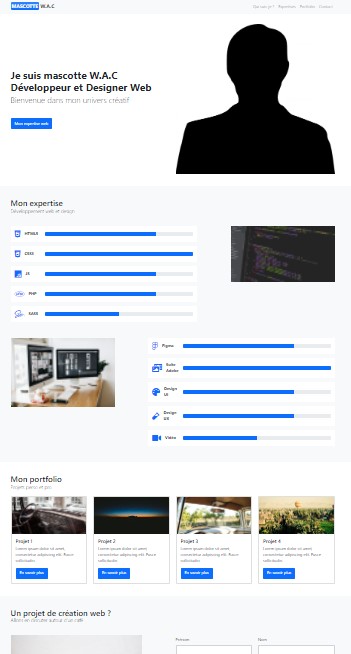 MASCOTTE W.A.C
Qui suis-je ? Expertises Portfolio Contact
Je suis mascotte W.A.C
Développeur et Designer Web
Bienvenue dans mon univers créatif
Mon expertise web
Mon expertise
Développement web et design
HTML5
CSS3
JS
PHP
SASS
Figma
Suite
Adobe
Design
UI
Design
UX
Vidéo
Mon portfolio
Projets perso et pro
Projet 1
Lorem ipsum dolor sit amet,
consectetur adipiscing elit. Fusce
sollicitudin
En savoir plus
Projet 2
Lorem ipsum dolor sit amet,
consectetur adipiscing elit. Fusce
sollicitudin
En savoir plus
Projet 3
Lorem ipsum dolor sit amet,
consectetur adipiscing elit. Fusce
sollicitudin
En savoir plus
Projet 4
Lorem ipsum dolor sit amet,
consectetur adipiscing elit. Fusce
sollicitudin
En savoir plus
Un projet de création web ?
Allons en discuter autour d'un café
Prénom
Nom